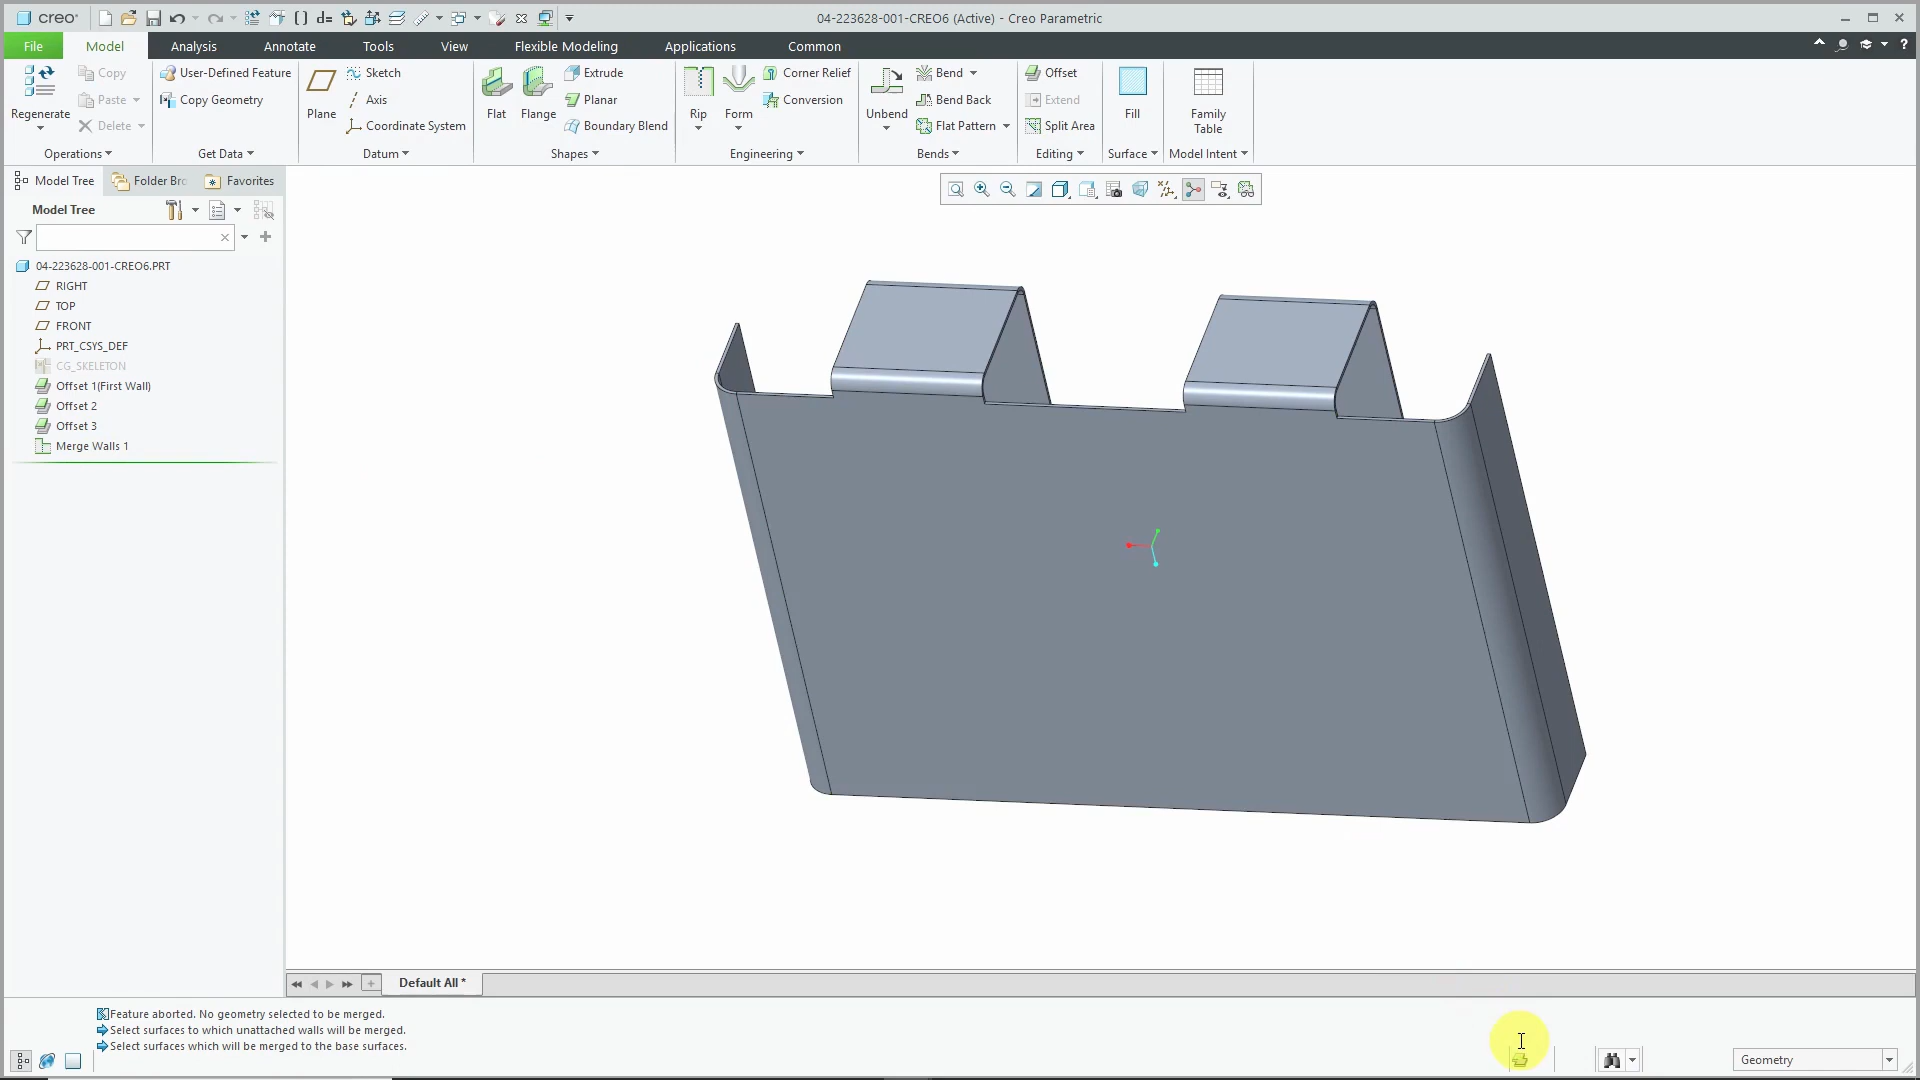 creo
04-223628-001-CREO6 (Active) - Creo Parametric
File
Model
Analysis
Annotate
Tools
View
Flexible Modeling
Applications
Common
Regenerate
Copy
Paste
Delete
Operations
User-Defined Feature
Copy Geometry
Get Data
Plane
Sketch
Axis
Coordinate System
Datum
Flat
Flange
Extrude
Planar
Boundary Blend
Shapes
Rip
Form
Corner Relief
Conversion
Engineering
Unbend
Bend
Bend Back
Flat Pattern
Bends
Offset
Extend
Split Area
Editing
Fill
Surface
Family
Table
Model Intent
Model Tree
Folder Bro
Favorites
Model Tree
04-223628-001-CREO6.PRT
RIGHT
TOP
FRONT
PRT_CSYS_DEF
CG_SKELETON
Offset 1(First Wall)
Offset 2
Offset 3
Merge Walls 1
Default All *
Feature aborted. No geometry selected to be merged.
Select surfaces to which unattached walls will be merged.
Select surfaces which will be merged to the base surfaces.
Geometry